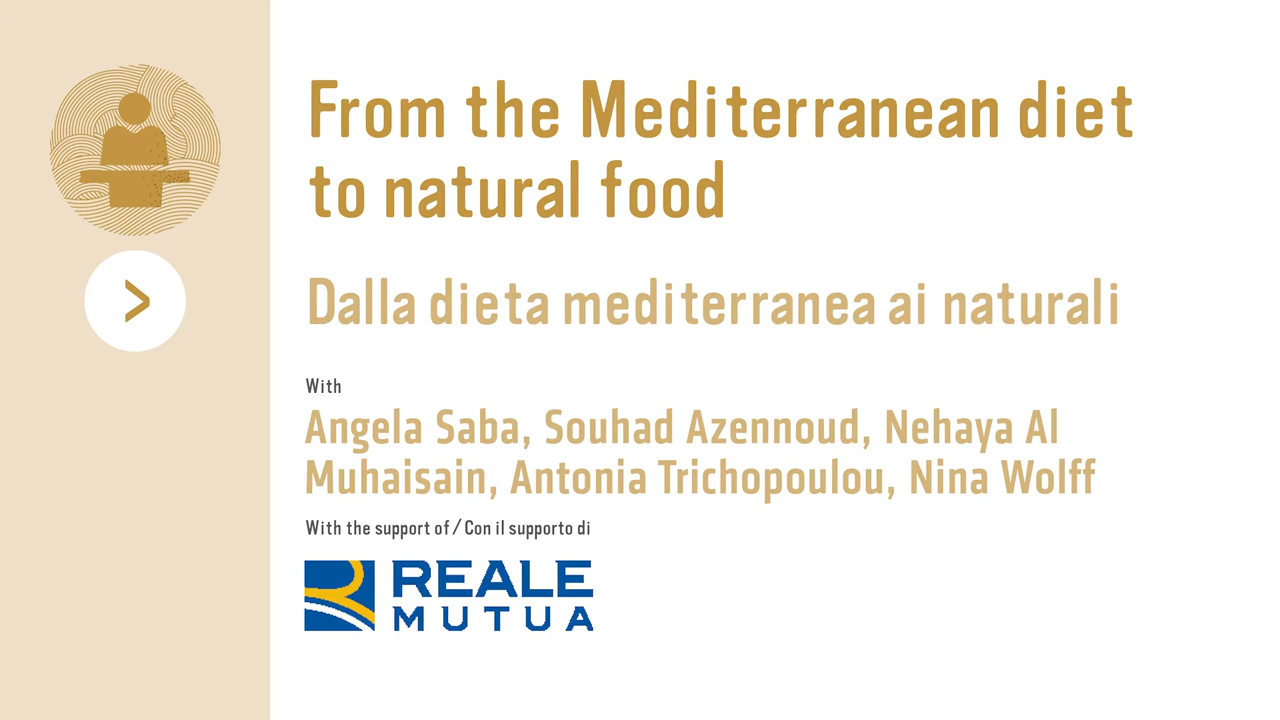 From the Mediterranean diet
to natural food
Dalla dieta mediterranea ai naturali
With
Angela Saba, Souhad Azennoud, Nehaya Al
Muhaisain, Antonia Trichopoulou, Nina Wolff
With the support of / Con il supporto di
REALE
MUTUA